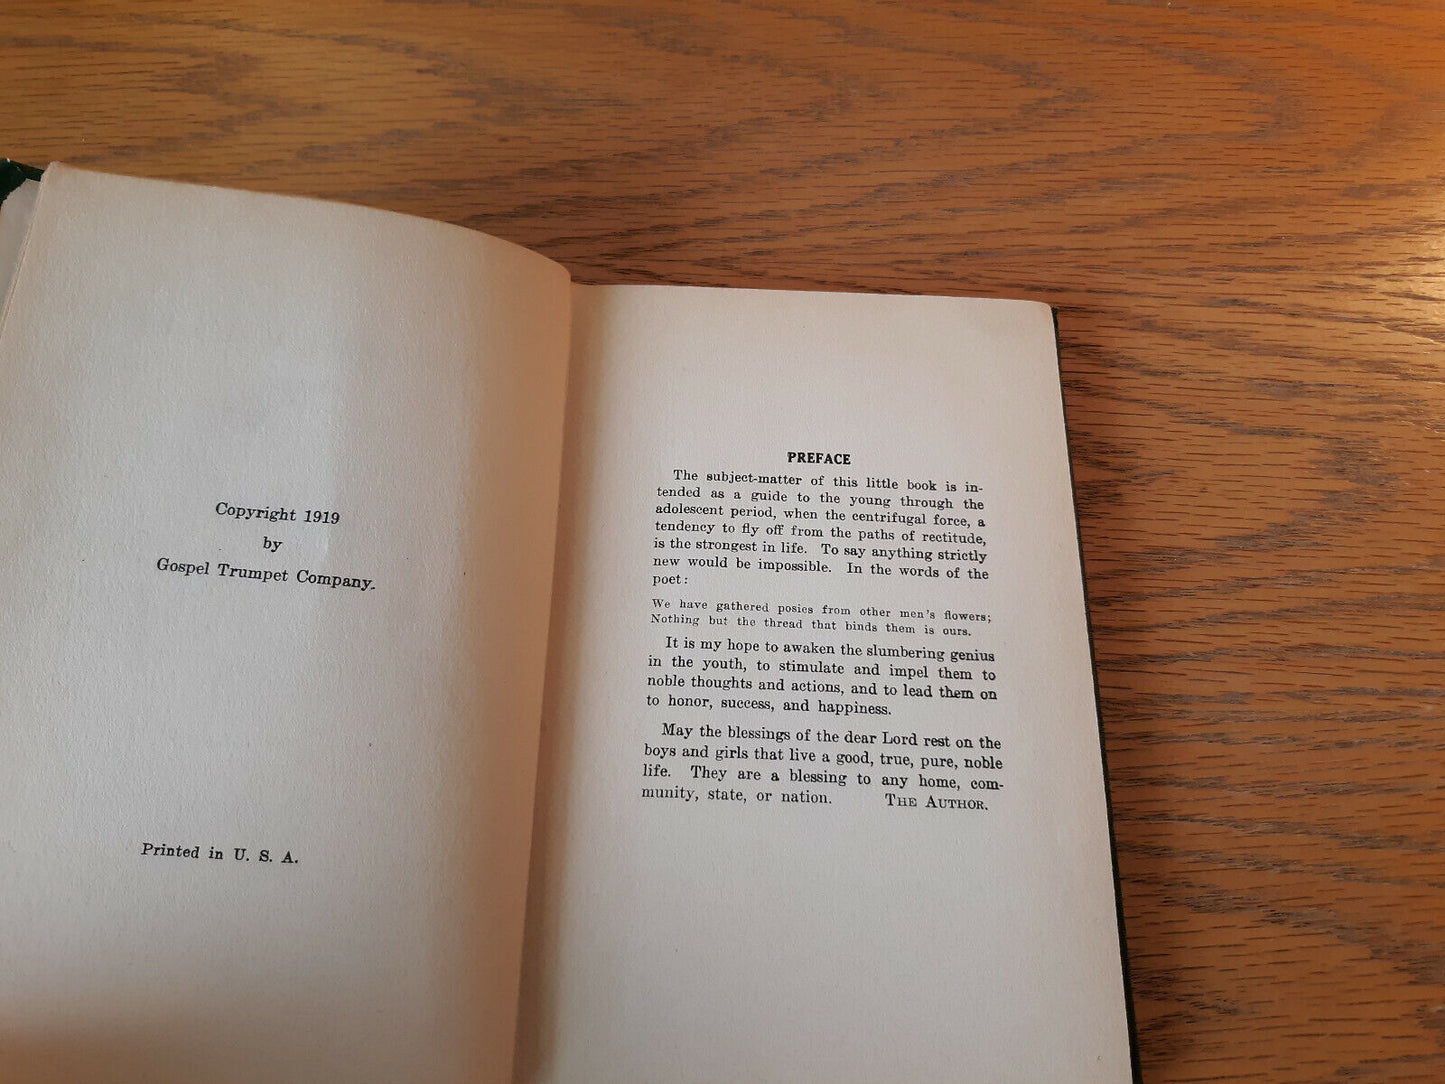 Copyright 1919
by
Gospel Trumpet Company.
Printed in U. S. A.
PREFACE
The subject-matter of this little book is in-
tended as a guide to the young through the
adolescent period, when the centrifugal force, a
tendency to fly off from the paths of rectitude,
is the strongest in life. To say anything strictly
new would be impossible. In the words of the
poet:
We have gathered posies from other men's flowers;
Nothing but the thread that binds them is ours.
It is my hope to awaken the slumbering genius
in the youth, to stimulate and impel them to
noble thoughts and actions, and to lead them on
to honor, success, and happiness.
May the blessings of the dear Lord rest on the
boys and girls that live a good, true, pure, noble
life. They are a blessing to any home, com-
munity, state, or nation. THE AUTHOR.